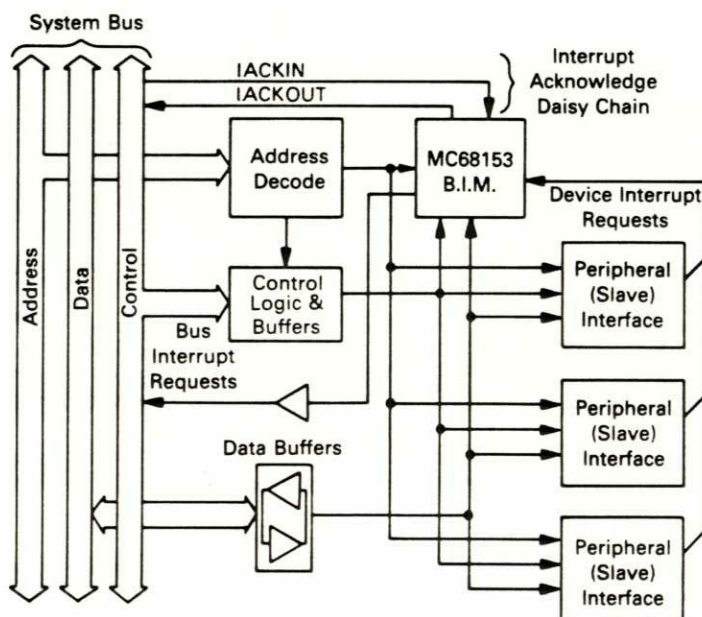 System Bus
IACKIN
IACKOUT
Interrupt
Acknowledge
Daisy Chain
Address
Decode
MC68153
B.I.M.
Device Interrupt
Requests
Address
Data
Control
Control
Logic &
Buffers
Bus
Interrupt
Requests
Peripheral
(Slave)
Interface
Data Buffers
Peripheral
(Slave)
Interface
Peripheral
(Slave)
Interface